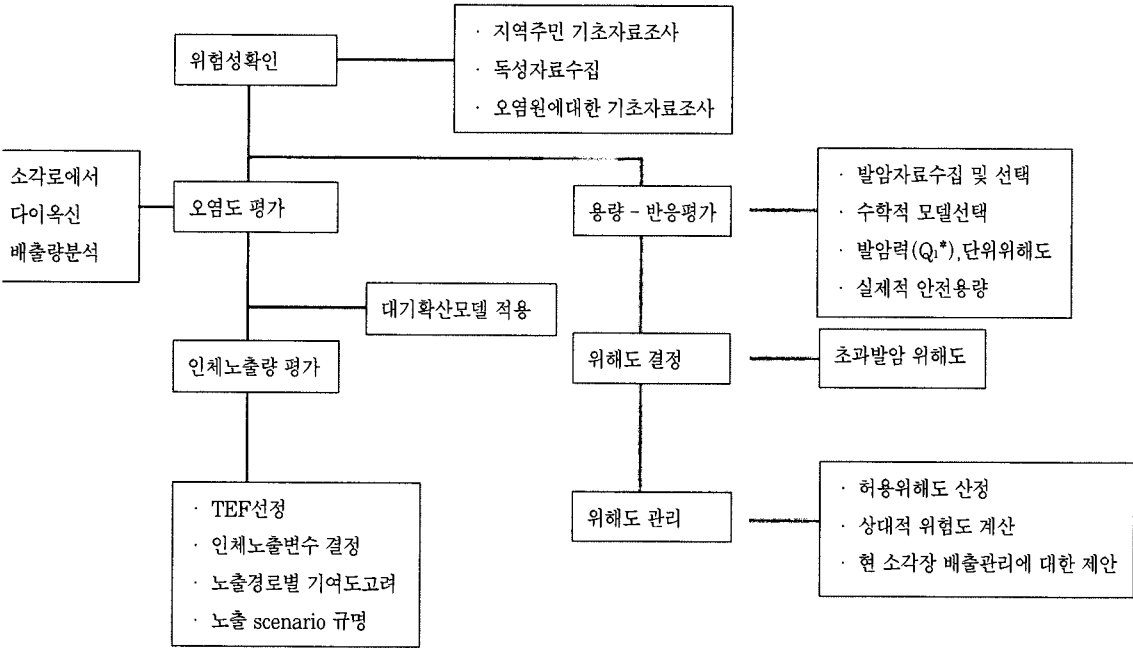 위험성확인
· 지역주민 기초자료조사
· 독성자료수집
· 오염원에대한 기초자료조사
소각로에서
다이옥신
배출량분석
오염도 평가
용량 - 반응평가
· 발암자료수집 및 선택
· 수학적 모델선택
· 발암력(Q₁*),단위위해도
· 실제적 안전용량
대기확산모델 적용
인체노출량 평가
위해도 결정
초과발암 위해도
· TEF선정
· 인체노출변수 결정
· 노출경로별 기여도고려
· 노출 scenario 규명
위해도 관리
· 허용위해도 산정
· 상대적 위험도 계산
· 현 소각장 배출관리에 대한 제안